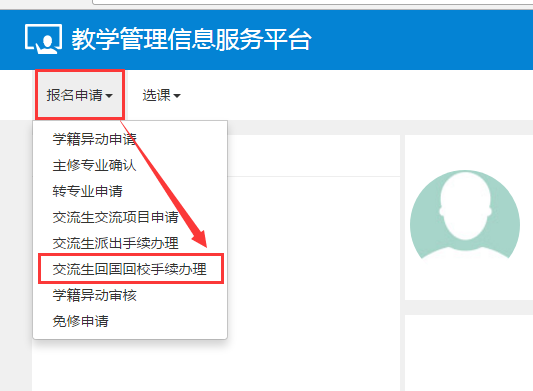 教学管理信息服务平台
报名申请 选课
学籍异动申请
主修专业确认
转专业申请
交流生交流项目申请
交流生派出手续办理
交流生回国回校手续办理
学籍异动审核
免修申请